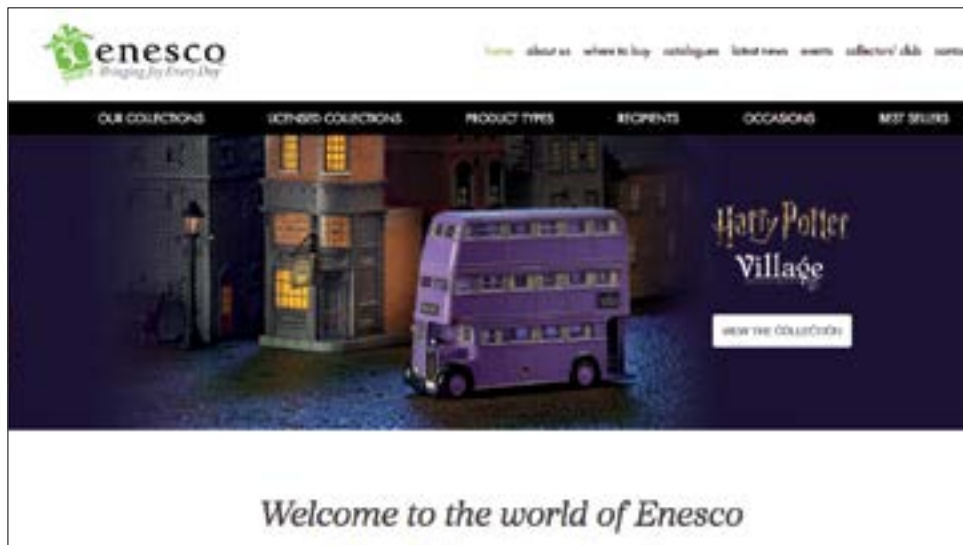 enesco
Bringing Joy Every Day
home about us where to buy catalogues latest news events collectors' club
OUR COLLECTIONS LICENSED COLLECTIONS PRODUCT TYPES RECIPIENTS OCCASIONS BEST SELLERS
Harry Potter
Village
VIEW THE COLLECTION
Welcome to the world of Enesco